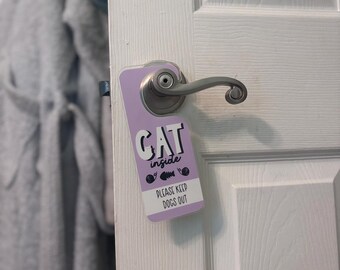 CAT
inside
PLEASE KEEP
DOGS OUT